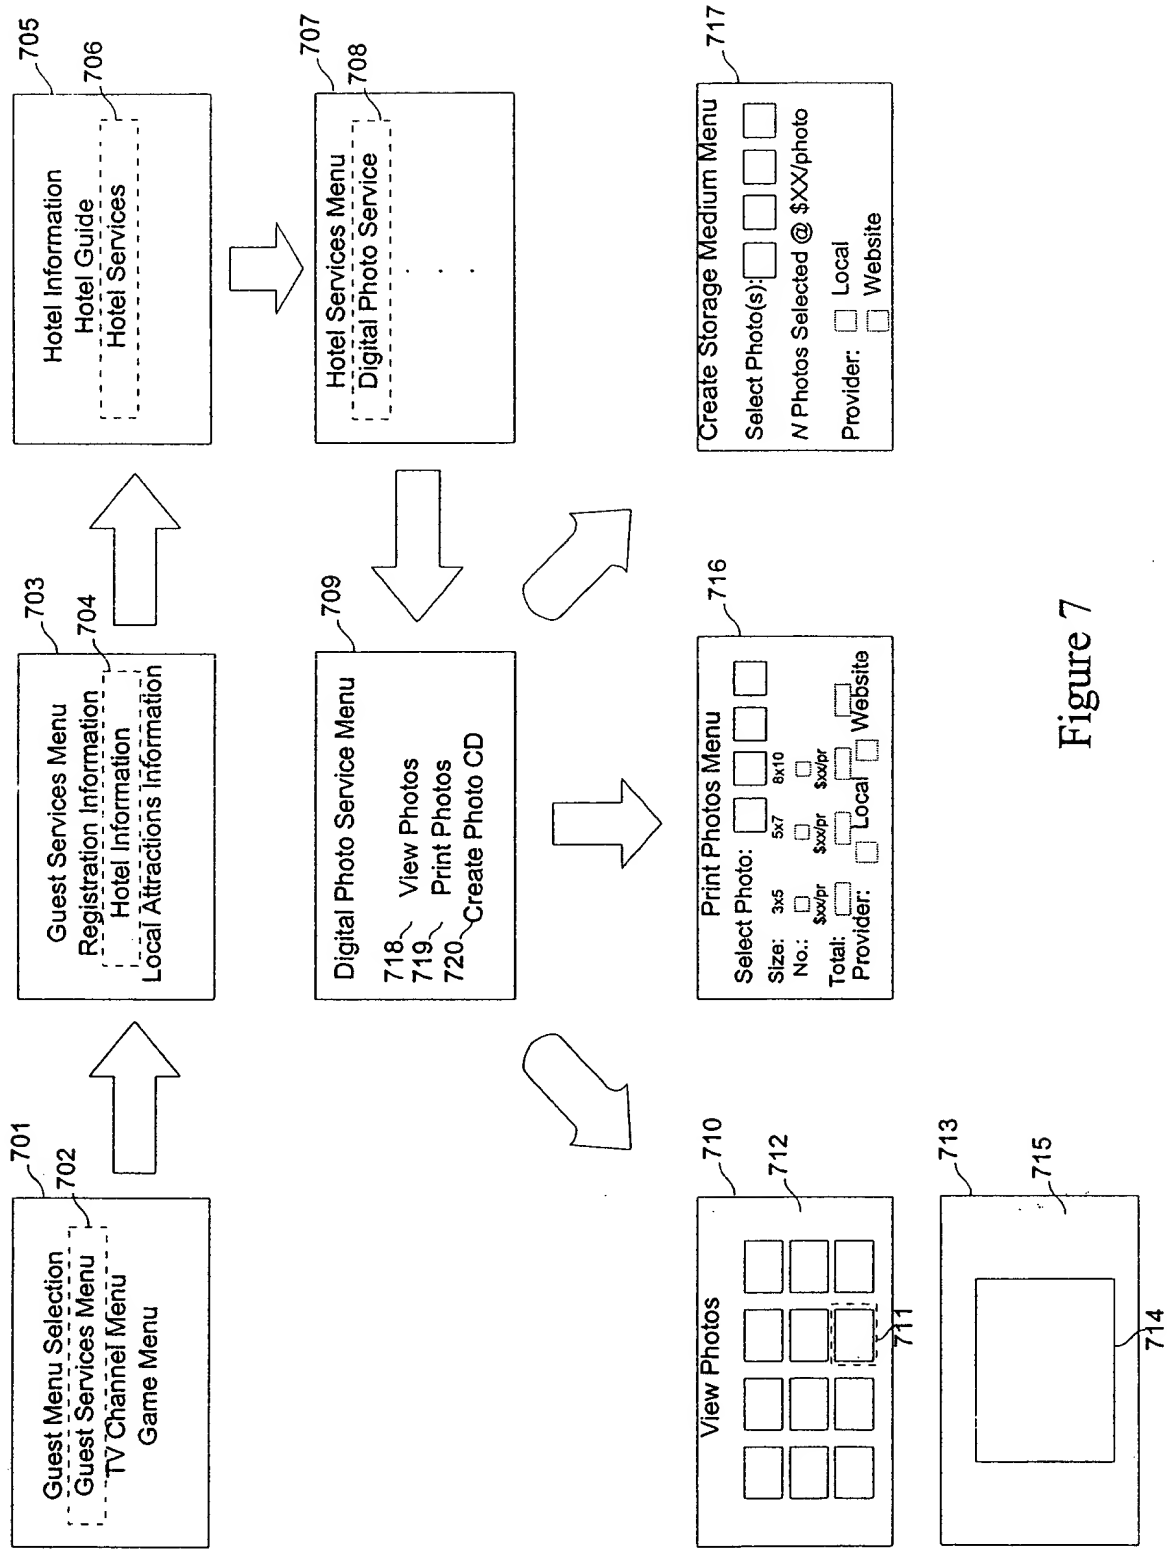 Guest Menu Selection
Guest Services Menu
TV Channel Menu
Game Menu
701
702
Guest Services Menu
Registration Information
Hotel Information
Local Attractions Information
703
704
Hotel Information
Hotel Guide
Hotel Services
705
706
Hotel Services Menu
Digital Photo Service
. . .
707
708
Digital Photo Service Menu
718 View Photos
719 Print Photos
720 Create Photo CD
709
View Photos
710
712
711
713
715
714
Print Photos Menu
Select Photo:
Size: 3x5 5x7 8x10
No.:
$xx/pr $xx/pr $xx/pr
Total:
Provider: Local Website
716
Create Storage Medium Menu
Select Photo(s):
N Photos Selected @ $XX/photo
Provider: Local
Website
717
Figure 7